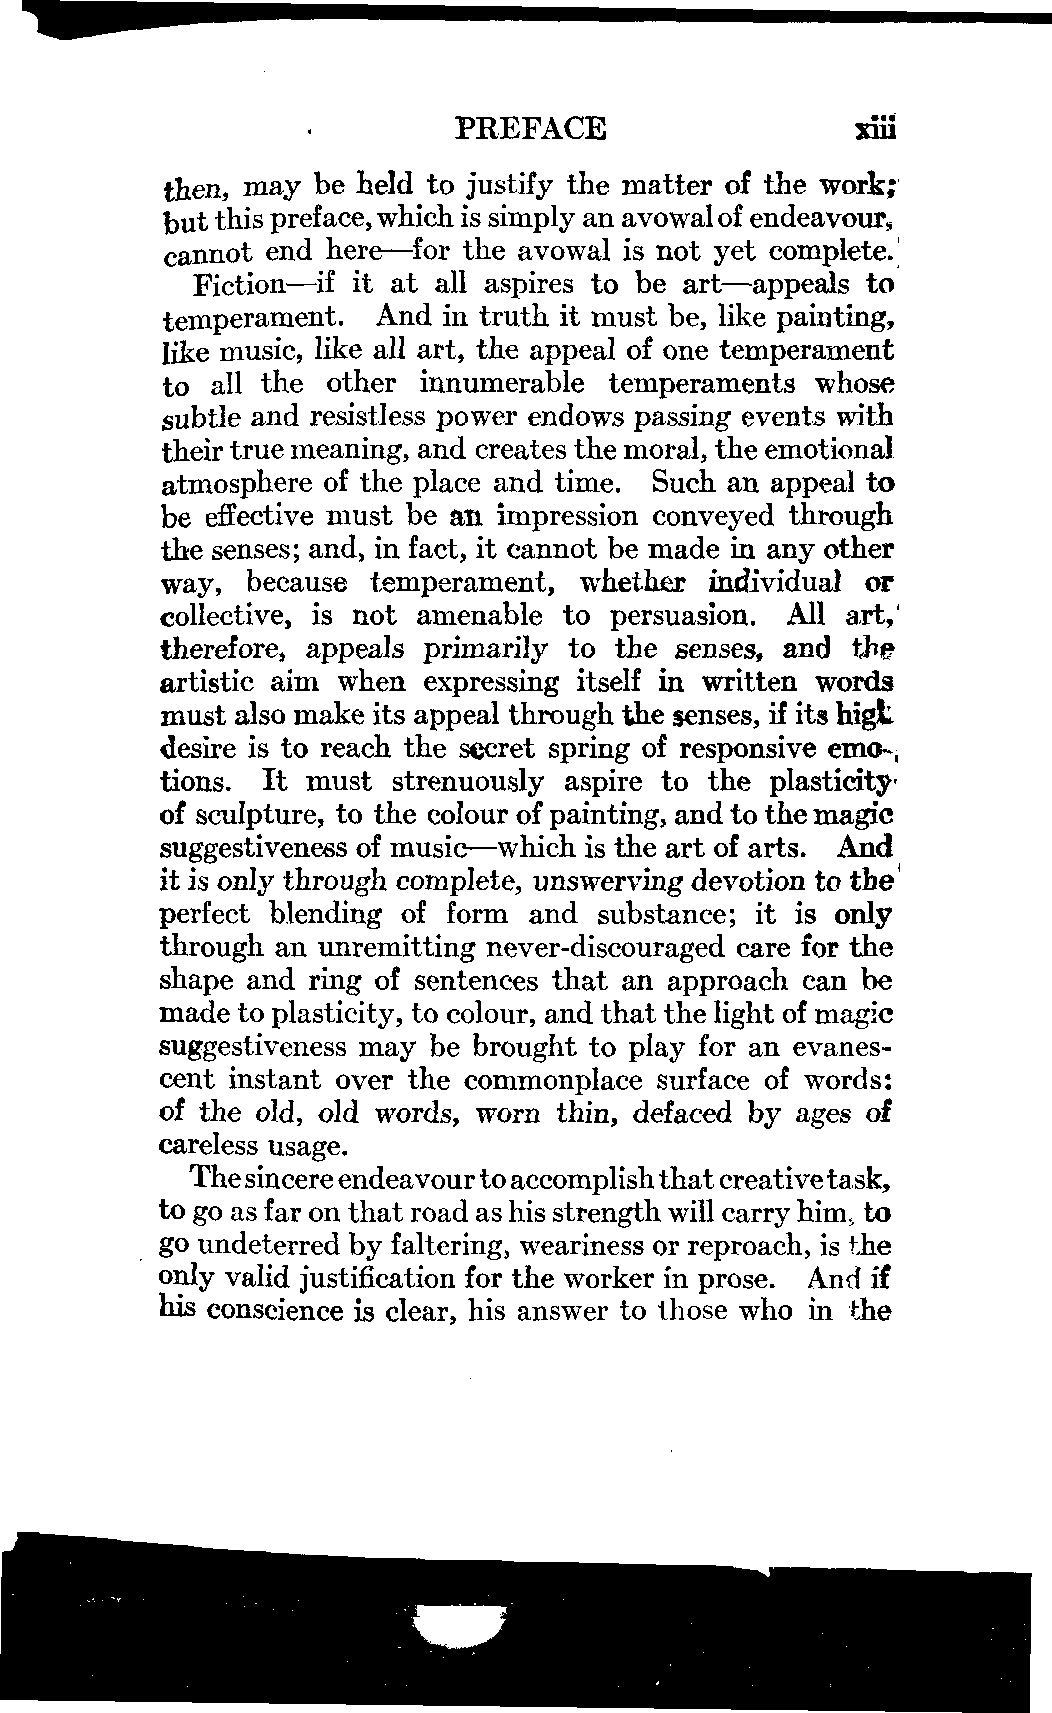 PREFACE xiii
then, may be held to justify the matter of the work;
but this preface, which is simply an avowal of endeavour,
cannot end here—for the avowal is not yet complete.
Fiction—if it at all aspires to be art—appeals to
temperament. And in truth it must be, like painting,
like music, like all art, the appeal of one temperament
to all the other innumerable temperaments whose
subtle and resistless power endows passing events with
their true meaning, and creates the moral, the emotional
atmosphere of the place and time. Such an appeal to
be effective must be an impression conveyed through
the senses; and, in fact, it cannot be made in any other
way, because temperament, whether individual or
collective, is not amenable to persuasion. All art,
therefore, appeals primarily to the senses, and the
artistic aim when expressing itself in written words
must also make its appeal through the senses, if its high
desire is to reach the secret spring of responsive emo-
tions. It must strenuously aspire to the plasticity
of sculpture, to the colour of painting, and to the magic
suggestiveness of music—which is the art of arts. And
it is only through complete, unswerving devotion to the
perfect blending of form and substance; it is only
through an unremitting never-discouraged care for the
shape and ring of sentences that an approach can be
made to plasticity, to colour, and that the light of magic
suggestiveness may be brought to play for an evanes-
cent instant over the commonplace surface of words:
of the old, old words, worn thin, defaced by ages of
careless usage.
The sincere endeavour to accomplish that creative task,
to go as far on that road as his strength will carry him, to
go undeterred by faltering, weariness or reproach, is the
only valid justification for the worker in prose. And if
his conscience is clear, his answer to those who in the